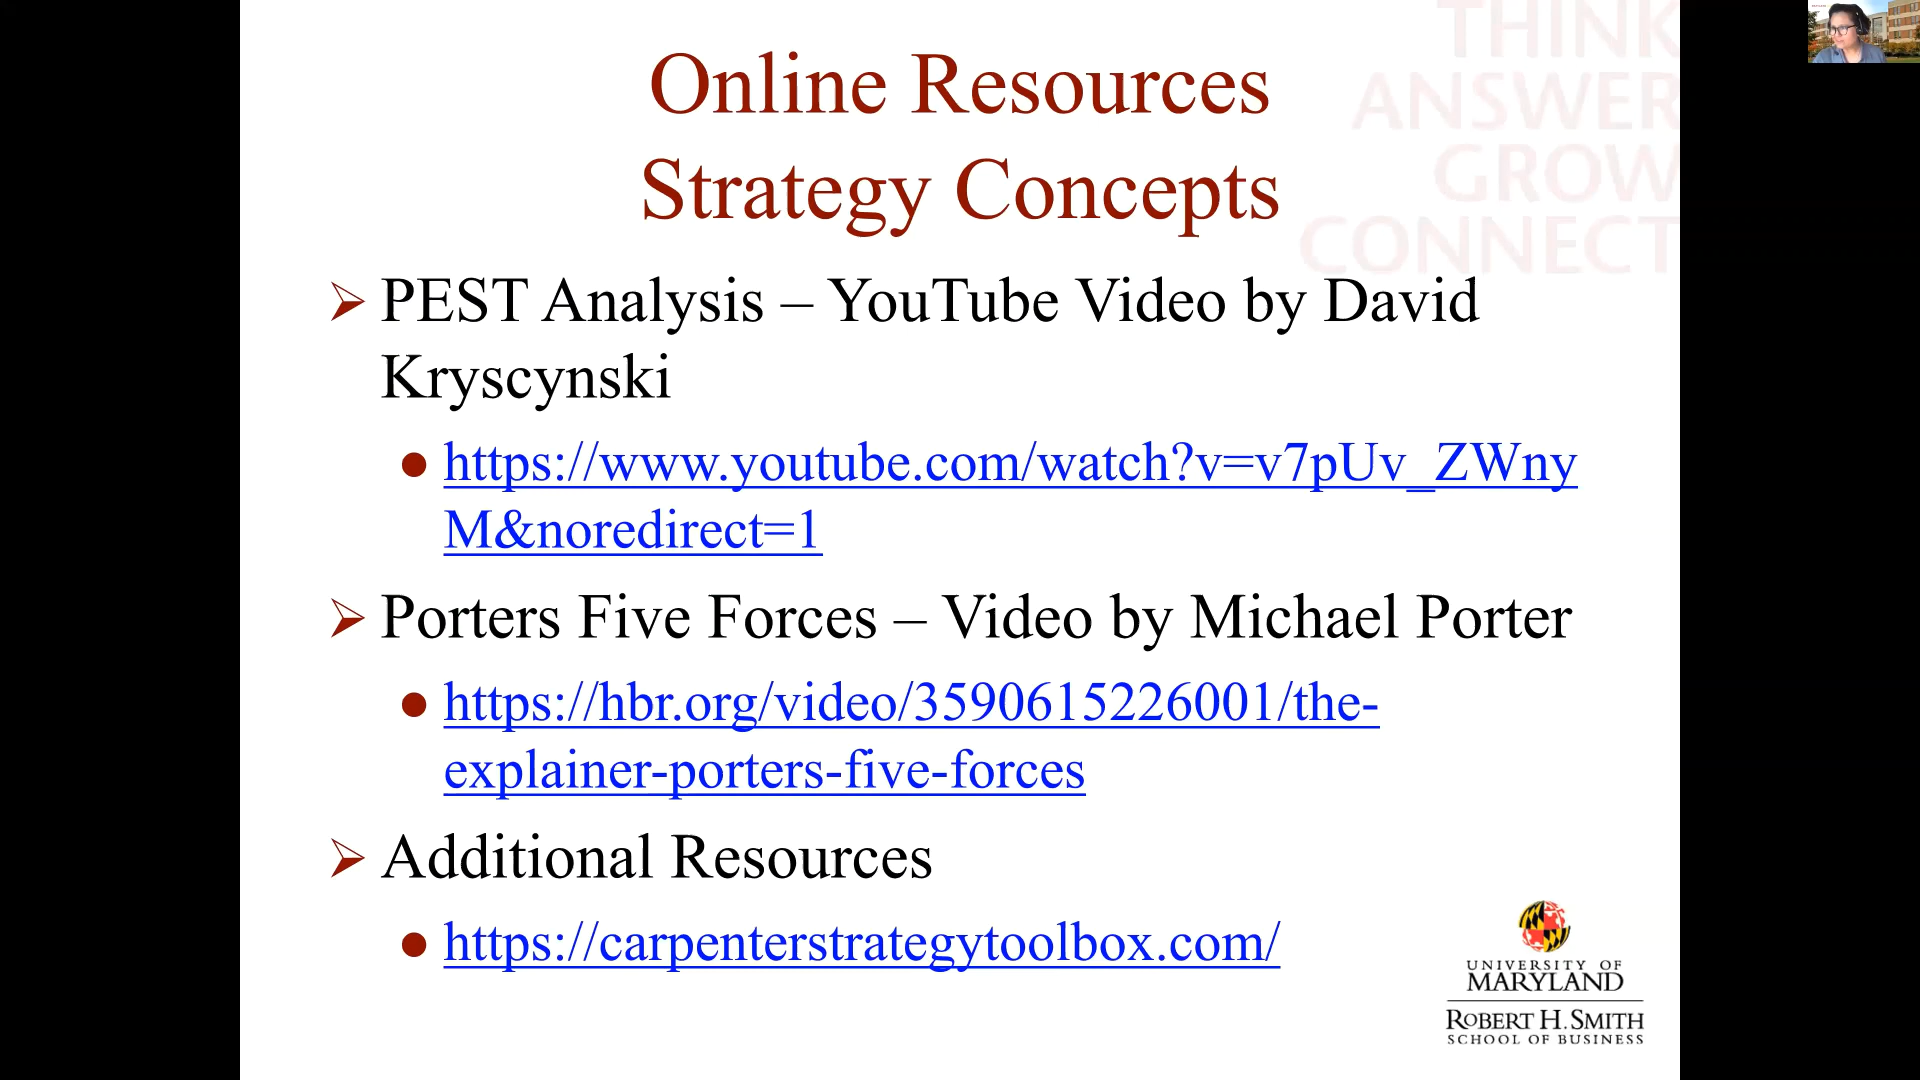 THINK
ANSWER
GROW
CONNECT
Online Resources
Strategy Concepts
PEST Analysis – YouTube Video by David
Kryscynski
https://www.youtube.com/watch?v=v7pUv_ZWny
M&noredirect=1
Porters Five Forces – Video by Michael Porter
https://hbr.org/video/3590615226001/the-
explainer-porters-five-forces
Additional Resources
https://carpenterstrategytoolbox.com/
UNIVERSITY OF
MARYLAND
ROBERT H. SMITH
SCHOOL OF BUSINESS